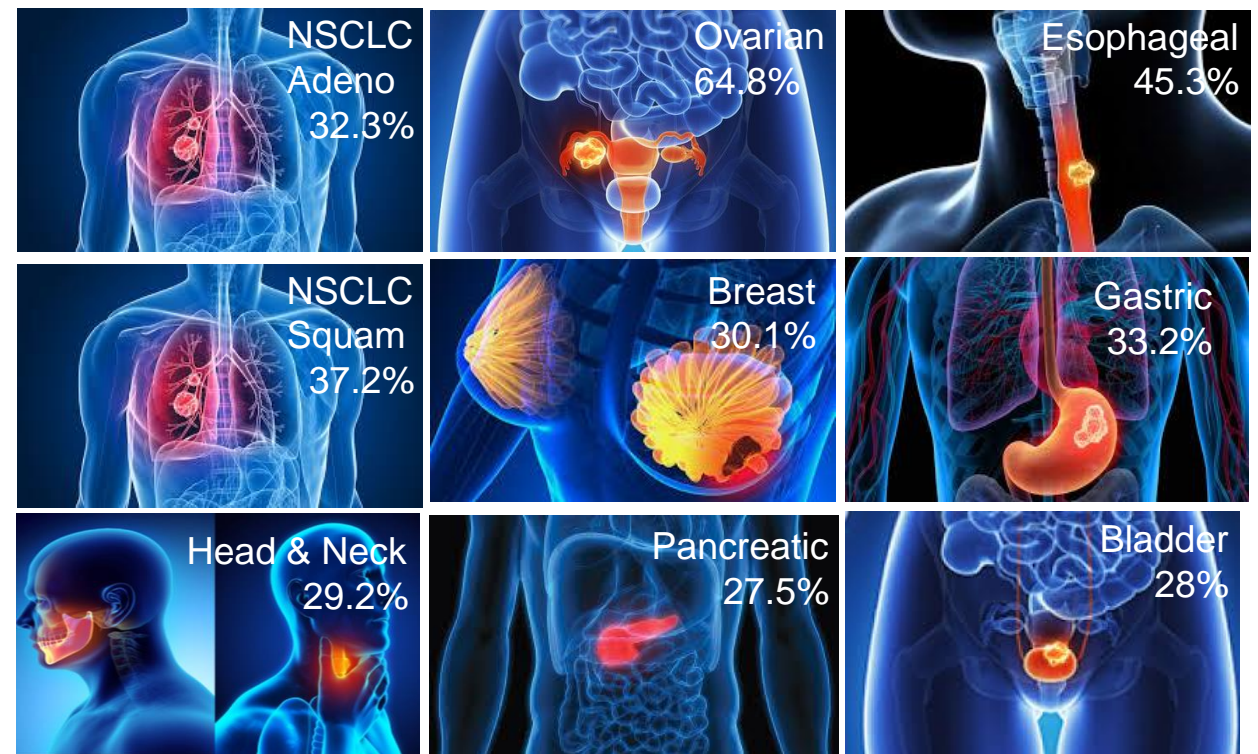 NSCLC
Adeno
32.3%
Ovarian
64.8%
Esophageal
45.3%
NSCLC
Squam
37.2%
Breast
30.1%
Gastric
33.2%
Head & Neck
29.2%
Pancreatic
27.5%
Bladder
28%